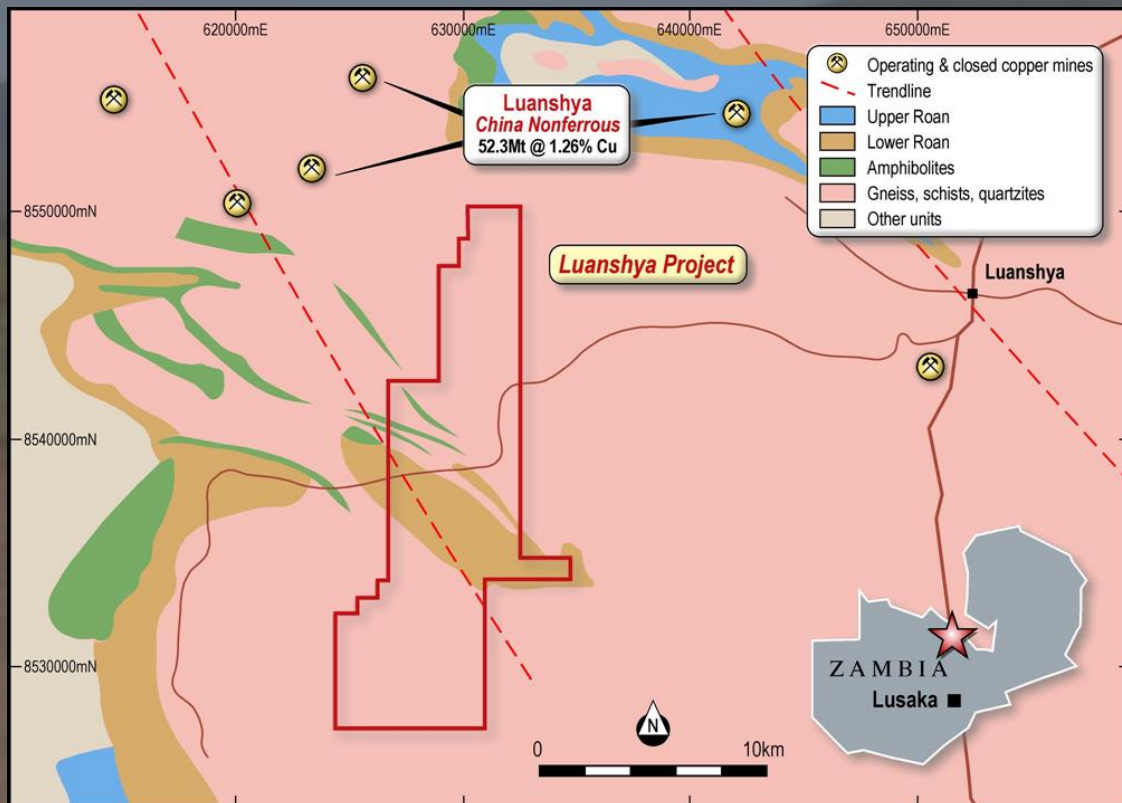 620000mE
630000mE
640000mE
650000mE
Operating & closed copper mines
Trendline
Upper Roan
Lower Roan
Amphibolites
Gneiss, schists, quartzites
Other units
Luanshya
China Nonferrous
52.3Mt @ 1.26% Cu
8550000mN
Luanshya Project
Luanshya
8540000mN
8530000mN
ZAMBIA
Lusaka
N
0
10km